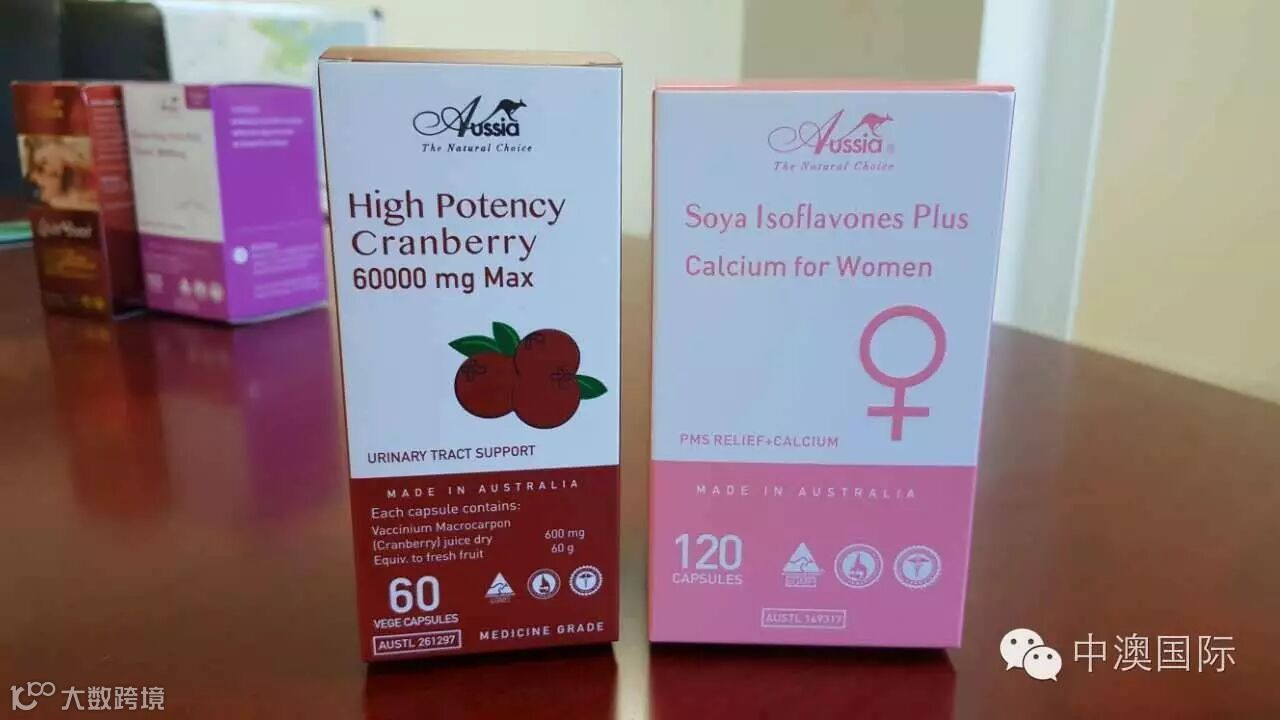 Aussia
The Natural Choice
High Potency
Cranberry
60000 mg Max
URINARY TRACT SUPPORT
MADE IN AUSTRALIA
Each capsule contains:
Vaccinium Macrocarpon
(Cranberry) juice dry 600 mg
Equiv. to fresh fruit 60 g
60
VEGE CAPSULES
AUSTL 261297
MEDICINE GRADE
Aussia®
The Natural Choice
Soya Isoflavones Plus
Calcium for Women
PMS RELIEF+CALCIUM
MADE IN AUSTRALIA
120
CAPSULES
AUSTL 149317
中澳国际
10100 大数跨境